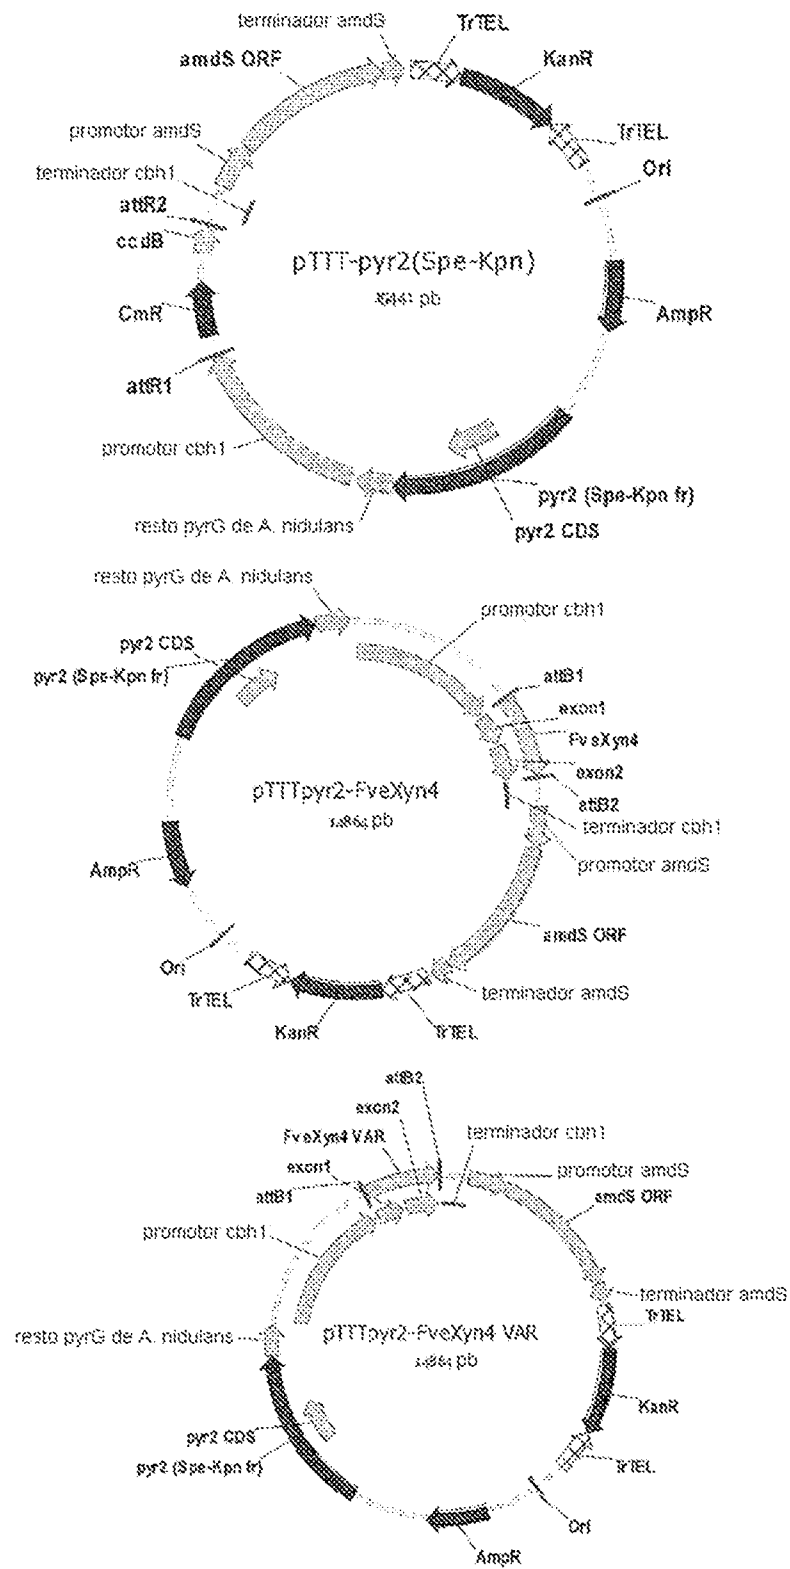 terminador amdS
TrTEL
amdS ORF
KanR
promotor amdS
TrTEL
terminador cbh1
Ori
attR2
ccdB
pTTT-pyr2(Spe-Kpn)
pb
CmR
AmpR
attR1
promotor cbh1
pyr2 (Spe-Kpn fr)
resto pyrG de A. nidulans
pyr2 CDS
resto pyrG de A. nidulans
promotor cbh1
pyr2 CDS
pyr2 (Spe-Kpn fr)
attB1
exon1
FveXyn4
exon2
attB2
pTTTpyr2-FveXyn4
pb
terminador cbh1
promotor amdS
AmpR
amdS ORF
Ori
terminador amdS
TrTEL
KanR
TrTEL
attB2
exon2
FveXyn4 VAR
terminador cbh1
exon1
promotor amdS
attB1
amdS ORF
promotor cbh1
terminador amdS
TrTEL
resto pyrG de A. nidulans
pTTTpyr2-FveXyn4 VAR
pb
KanR
pyr2 CDS
pyr2 (Spe-Kpn fr)
TrTEL
Ori
AmpR